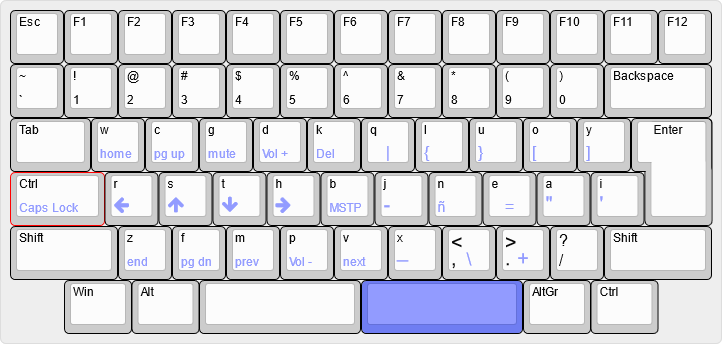 Esc F1 F2 F3 F4 F5 F6 F7 F8 F9 F10 F11 F12
~ ! @ # $ % ^ & * ( ) Backspace
` 1 2 3 4 5 6 7 8 9 0
Tab w c g d k q l u o y Enter
home pg up mute Vol + Del | { } [ ]
Ctrl r s t h b j n e a i
Caps Lock ← ↑ ↓ → MSTP - ñ = " '
Shift z f m p v x < > ? Shift
end pg dn prev Vol - next _ , \ . + /
Win Alt AltGr Ctrl